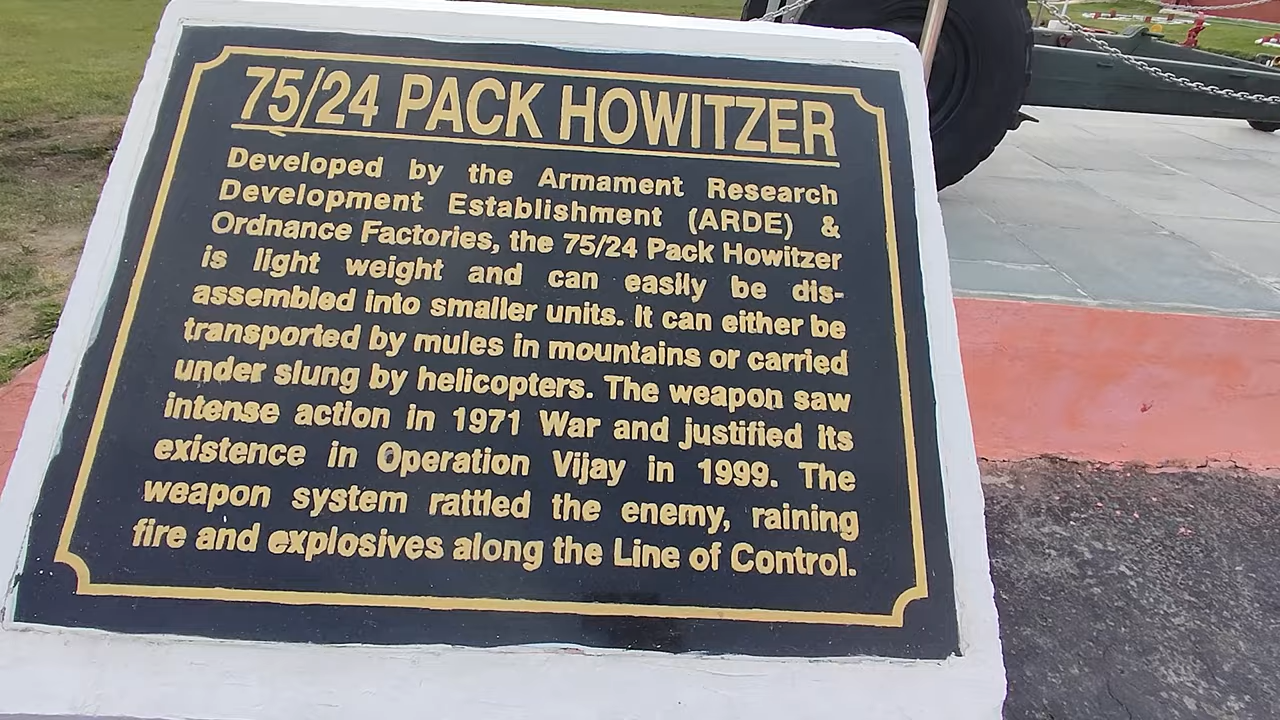 75/24 PACK HOWITZER
Developed by the Armament Research
Development Establishment (ARDE) &
Ordnance Factories, the 75/24 Pack Howitzer
is light weight and can easily be dis-
assembled into smaller units. It can either be
transported by mules in mountains or carried
under slung by helicopters. The weapon saw
intense action in 1971 War and justified its
existence in Operation Vijay in 1999. The
weapon system rattled the enemy, raining
fire and explosives along the Line of Control.